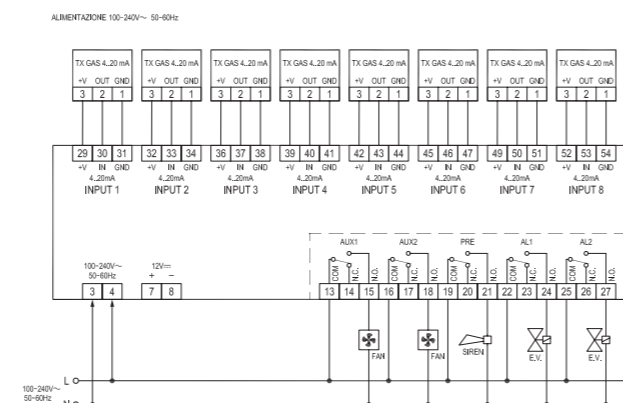 ALIMENTAZIONE 100-240V~ 50-60Hz
TX GAS 4..20 mA TX GAS 4..20 mA TX GAS 4..20 mA TX GAS 4..20 mA TX GAS 4..20 mA TX GAS 4..20 mA TX GAS 4..20 mA TX GAS 4..20 mA
+V OUT GND +V OUT GND +V OUT GND +V OUT GND +V OUT GND +V OUT GND +V OUT GND +V OUT GND
3 2 1 3 2 1 3 2 1 3 2 1 3 2 1 3 2 1 3 2 1 3 2 1
29 30 31 32 33 34 36 37 38 39 40 41 42 43 44 45 46 47 49 50 51 52 53 54
+V IN GND +V IN GND +V IN GND +V IN GND +V IN GND +V IN GND +V IN GND +V IN GND
4..20mA 4..20mA 4..20mA 4..20mA 4..20mA 4..20mA 4..20mA 4..20mA
INPUT 1 INPUT 2 INPUT 3 INPUT 4 INPUT 5 INPUT 6 INPUT 7 INPUT 8
AUX1 AUX2 PRE AL1 AL2
100-240V~ 12V⎓
50-60Hz + −
COM N.C. N.O. COM N.C. N.O. COM N.C. N.O. COM N.C. N.O. COM N.C. N.O.
3 4 7 8 13 14 15 16 17 18 19 20 21 22 23 24 25 26 27
FAN FAN SIREN E.V. E.V.
L
100-240V~
50-60Hz N